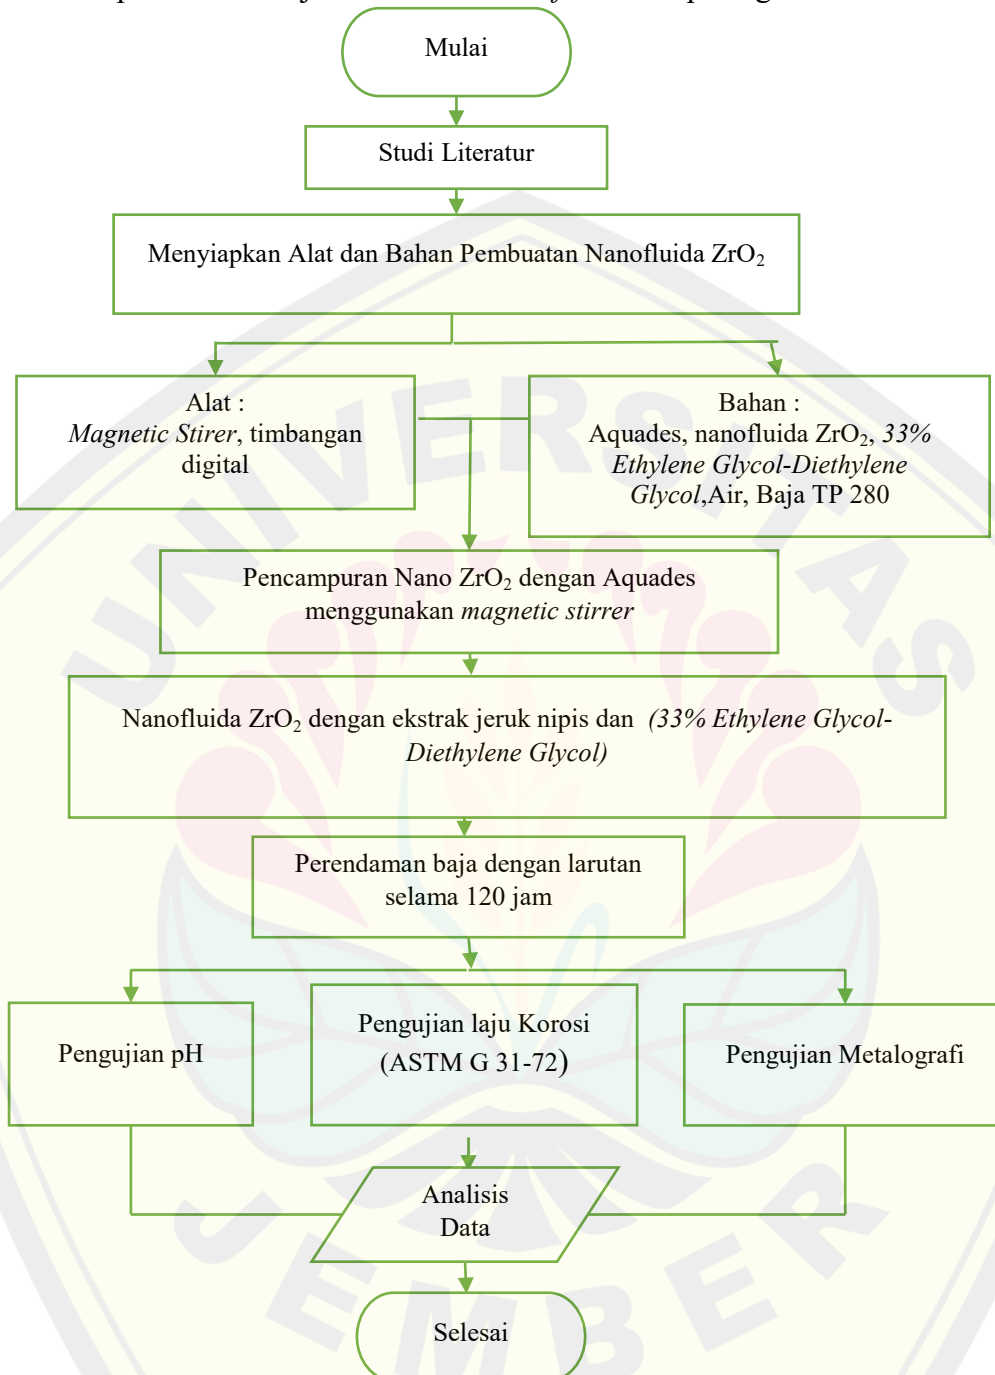 Mulai
Studi Literatur
Menyiapkan Alat dan Bahan Pembuatan Nanofluida ZrO₂
Alat :
Magnetic Stirer, timbangan
digital
Bahan :
Aquades, nanofluida ZrO₂, 33%
Ethylene Glycol-Diethylene
Glycol,Air, Baja TP 280
Pencampuran Nano ZrO₂ dengan Aquades
menggunakan magnetic stirrer
Nanofluida ZrO₂ dengan ekstrak jeruk nipis dan (33% Ethylene Glycol-
Diethylene Glycol)
Perendaman baja dengan larutan
selama 120 jam
Pengujian pH
Pengujian laju Korosi
(ASTM G 31-72)
Pengujian Metalografi
Analisis
Data
Selesai
UNIVERSITAS
JEMBER